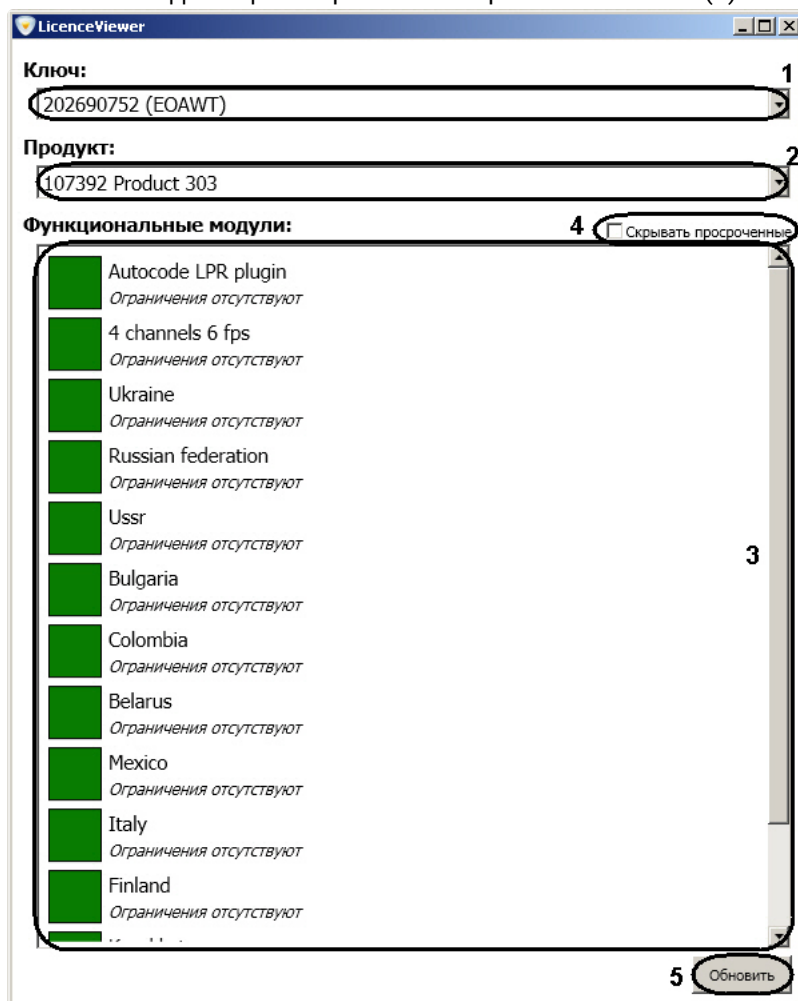 LicenceViewer
Ключ:
1
202690752 (EOAWT)
Продукт:
2
107392 Product 303
Функциональные модули:
4
Скрывать просроченные
Autocode LPR plugin
Ограничения отсутствуют
4 channels 6 fps
Ограничения отсутствуют
Ukraine
Ограничения отсутствуют
Russian federation
Ограничения отсутствуют
Ussr
Ограничения отсутствуют
3
Bulgaria
Ограничения отсутствуют
Colombia
Ограничения отсутствуют
Belarus
Ограничения отсутствуют
Mexico
Ограничения отсутствуют
Italy
Ограничения отсутствуют
Finland
Ограничения отсутствуют
5
Обновить